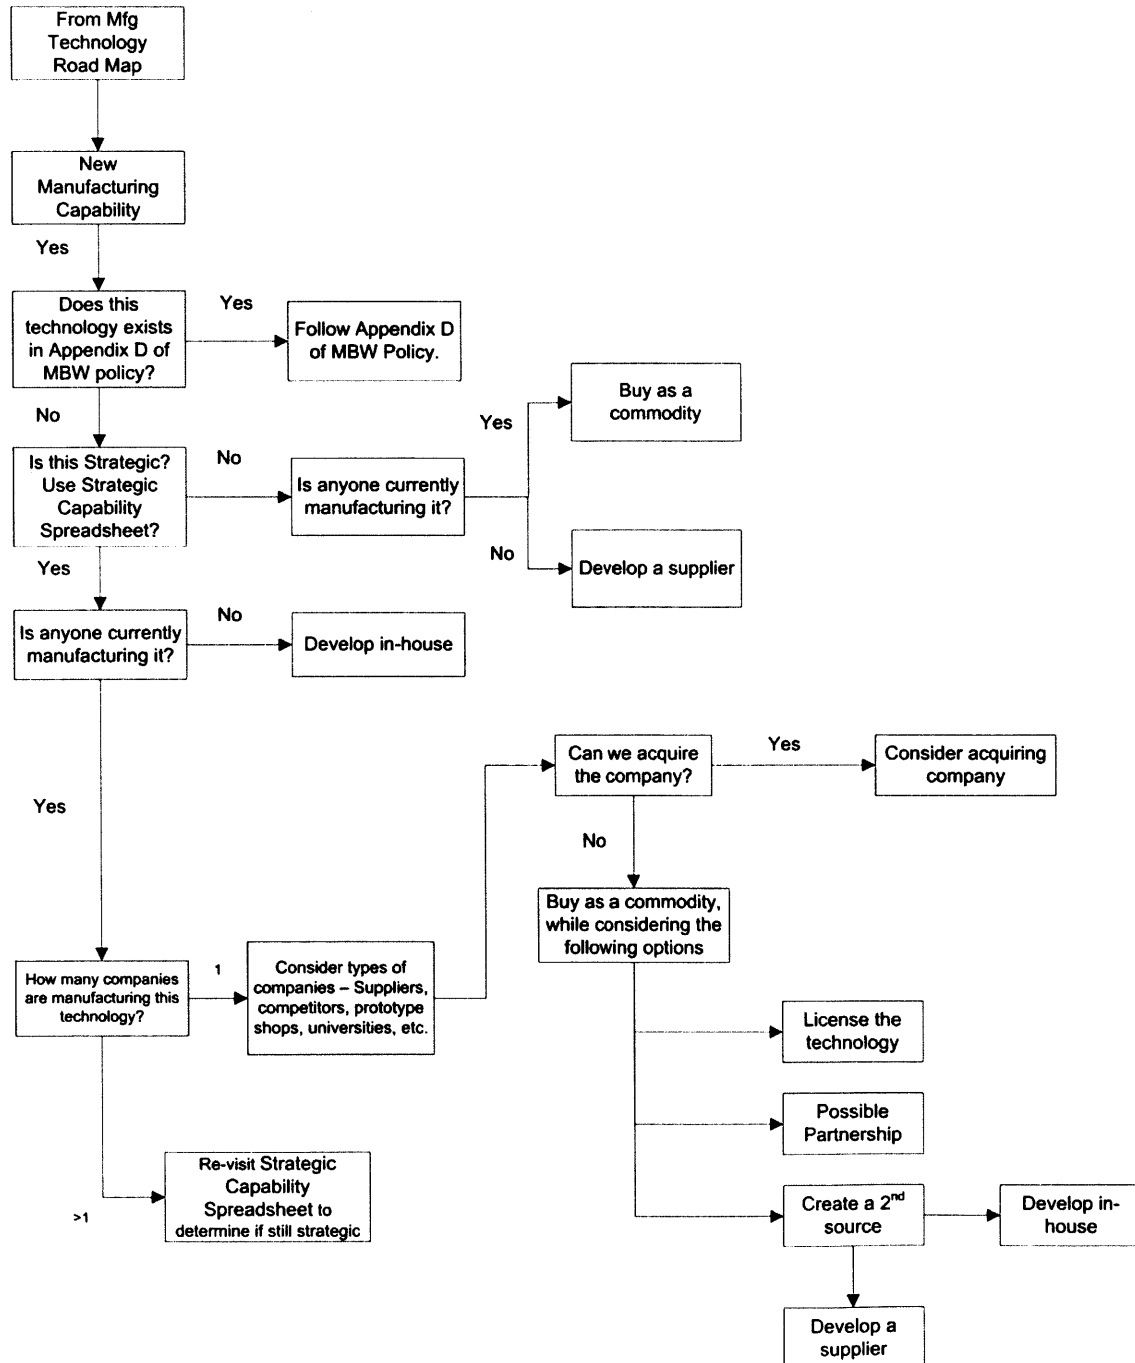 From Mfg
Technology
Road Map
New
Manufacturing
Capability
Yes
Does this
technology exists
in Appendix D of
MBW policy?
Yes
Follow Appendix D
of MBW Policy.
No
Is this Strategic?
Use Strategic
Capability
Spreadsheet?
No
Is anyone currently
manufacturing it?
Yes
Buy as a
commodity
No
Develop a supplier
Yes
Is anyone currently
manufacturing it?
No
Develop in-house
Yes
How many companies
are manufacturing this
technology?
1
Consider types of
companies – Suppliers,
competitors, prototype
shops, universities, etc.
Can we acquire
the company?
Yes
Consider acquiring
company
No
Buy as a commodity,
while considering the
following options
License the
technology
Possible
Partnership
Create a 2nd
source
Develop in-
house
Develop a
supplier
>1
Re-visit Strategic
Capability
Spreadsheet to
determine if still strategic